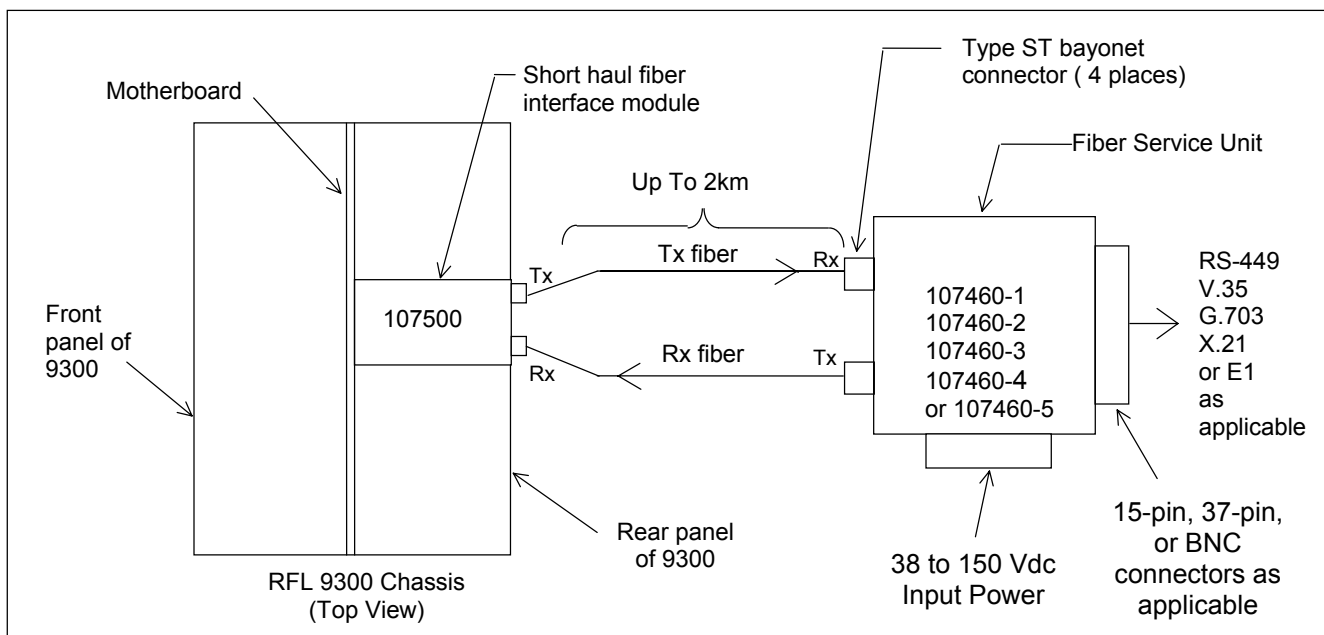 Motherboard
Short haul fiber
interface module
Type ST bayonet
connector ( 4 places)
Fiber Service Unit
Up To 2km
Tx
Tx fiber
Rx
107500
Front
panel of
9300
Rx
Rx fiber
Tx
107460-1
107460-2
107460-3
107460-4
or 107460-5
RS-449
V.35
G.703
X.21
or E1
as
applicable
Rear panel
of 9300
RFL 9300 Chassis
(Top View)
38 to 150 Vdc
Input Power
15-pin, 37-pin,
or BNC
connectors as
applicable